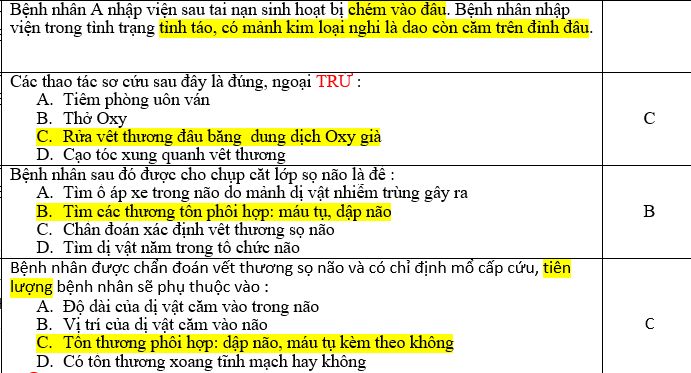 Bệnh nhân A nhập viện sau tai nạn sinh hoạt bị chém vào đầu. Bệnh nhân nhập
viện trong tình trạng tỉnh táo, có mảnh kim loại nghi là dao còn cắm trên đỉnh đầu.
Các thao tác sơ cứu sau đây là đúng, ngoại TRỪ :
A. Tiêm phòng uốn ván
B. Thở Oxy
C. Rửa vết thương đầu bằng dung dịch Oxy già
D. Cạo tóc xung quanh vết thương
C
Bệnh nhân sau đó được cho chụp cắt lớp sọ não là để :
A. Tìm ổ áp xe trong não do mảnh dị vật nhiễm trùng gây ra
B. Tìm các thương tổn phối hợp: máu tụ, dập não
C. Chẩn đoán xác định vết thương sọ não
D. Tìm dị vật nằm trong tổ chức não
B
Bệnh nhân được chẩn đoán vết thương sọ não và có chỉ định mổ cấp cứu, tiên
lượng bệnh nhân sẽ phụ thuộc vào :
A. Độ dài của dị vật cắm vào trong não
B. Vị trí của dị vật cắm vào não
C. Tổn thương phối hợp: dập não, máu tụ kèm theo không
D. Có tổn thương xoang tĩnh mạch hay không
C